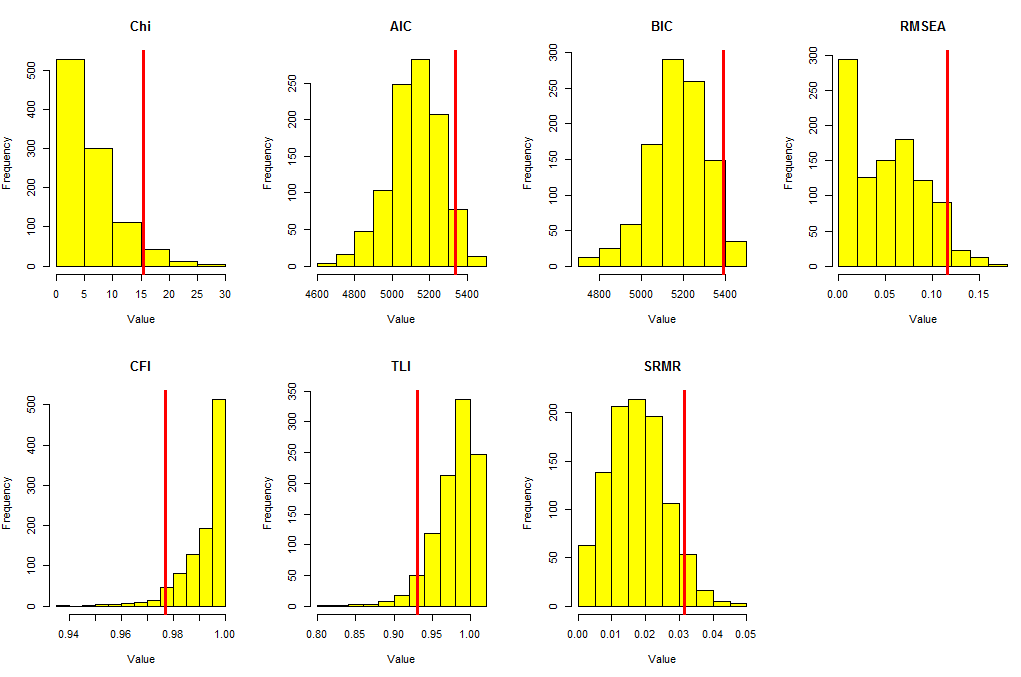 Chi
Frequency
0 100 200 300 400 500
0 5 10 15 20 25 30
Value
AIC
Frequency
0 50 100 150 200 250
4600 4800 5000 5200 5400
Value
BIC
Frequency
0 50 100 150 200 250 300
4800 5000 5200 5400
Value
RMSEA
Frequency
0 50 100 150 200 250 300
0.00 0.05 0.10 0.15
Value
CFI
Frequency
0 100 200 300 400 500
0.94 0.96 0.98 1.00
Value
TLI
Frequency
0 50 100 150 200 250 300 350
0.80 0.85 0.90 0.95 1.00
Value
SRMR
Frequency
0 50 100 150 200
0.00 0.01 0.02 0.03 0.04 0.05
Value